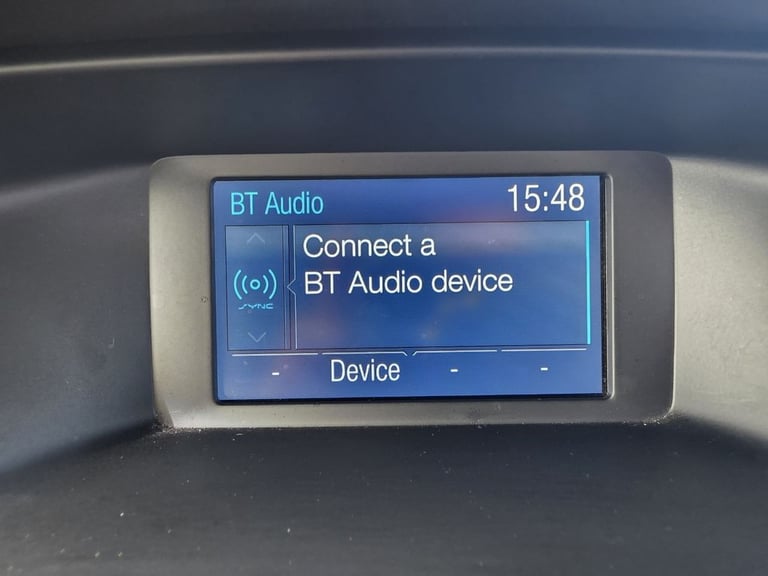 BT Audio
15:48
Connect a
BT Audio device
SYNC
- Device - -